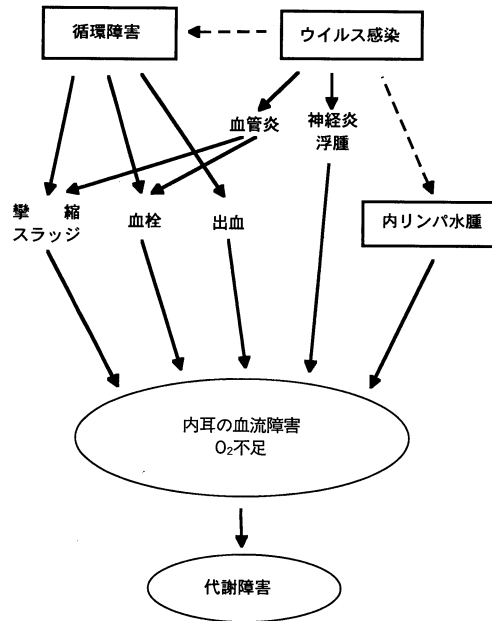 循環障害
ウイルス感染
血管炎
神経炎
浮腫
攣 縮
スラッジ
血栓
出血
内リンパ水腫
内耳の血流障害
O₂不足
代謝障害